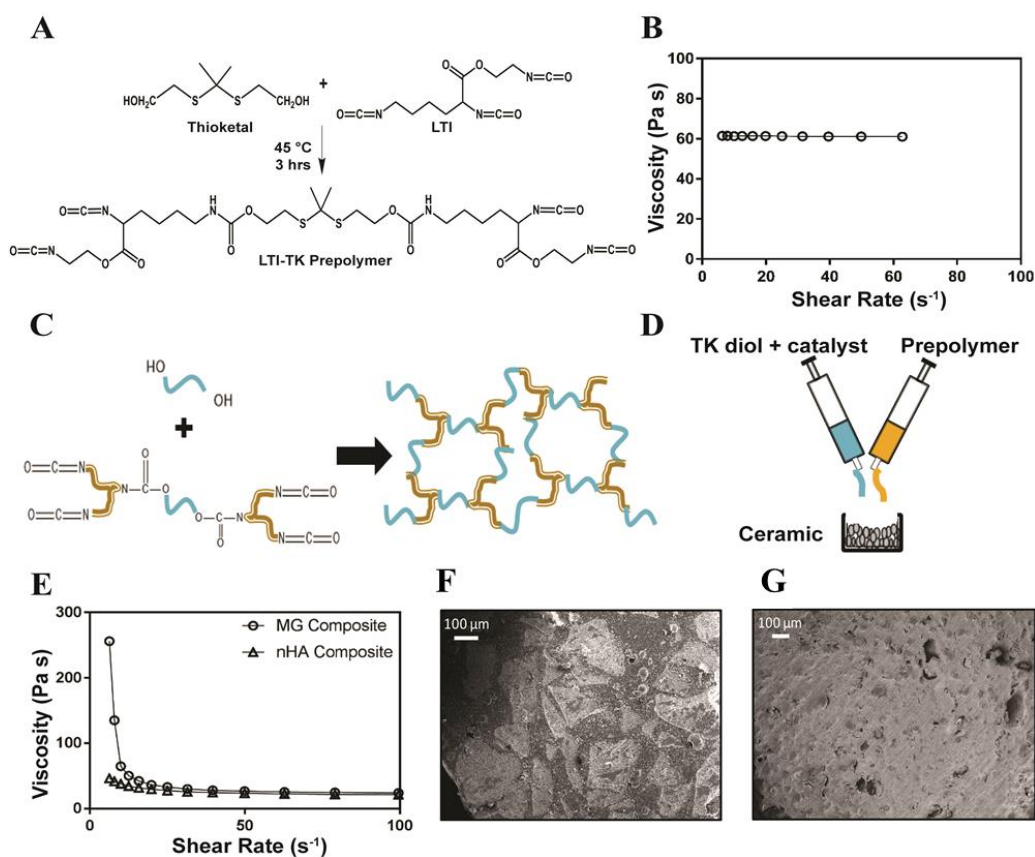 A
HOH₂C
S
S
CH₂OH
Thioketal
+
O
O
N=C=O
O=C=N
N=C=O
LTI
45 °C
3 hrs
O=C=N
O=C=N
O
O
H
N
O
O
S
S
O
O
H
N
N=C=O
O
O
N=C=O
LTI-TK Prepolymer
B
Viscosity (Pa s)
100
80
60
40
20
0
0 20 40 60 80 100
Shear Rate (s⁻¹)
C
HO
OH
+
O=C=N
O=C=N
N-C-O
O
O-C-N
O
N=C=O
N=C=O
D
TK diol + catalyst
Prepolymer
Ceramic
E
Viscosity (Pa s)
300
200
100
0
0 50 100
Shear Rate (s⁻¹)
MG Composite
nHA Composite
F
100 µm
G
100 µm